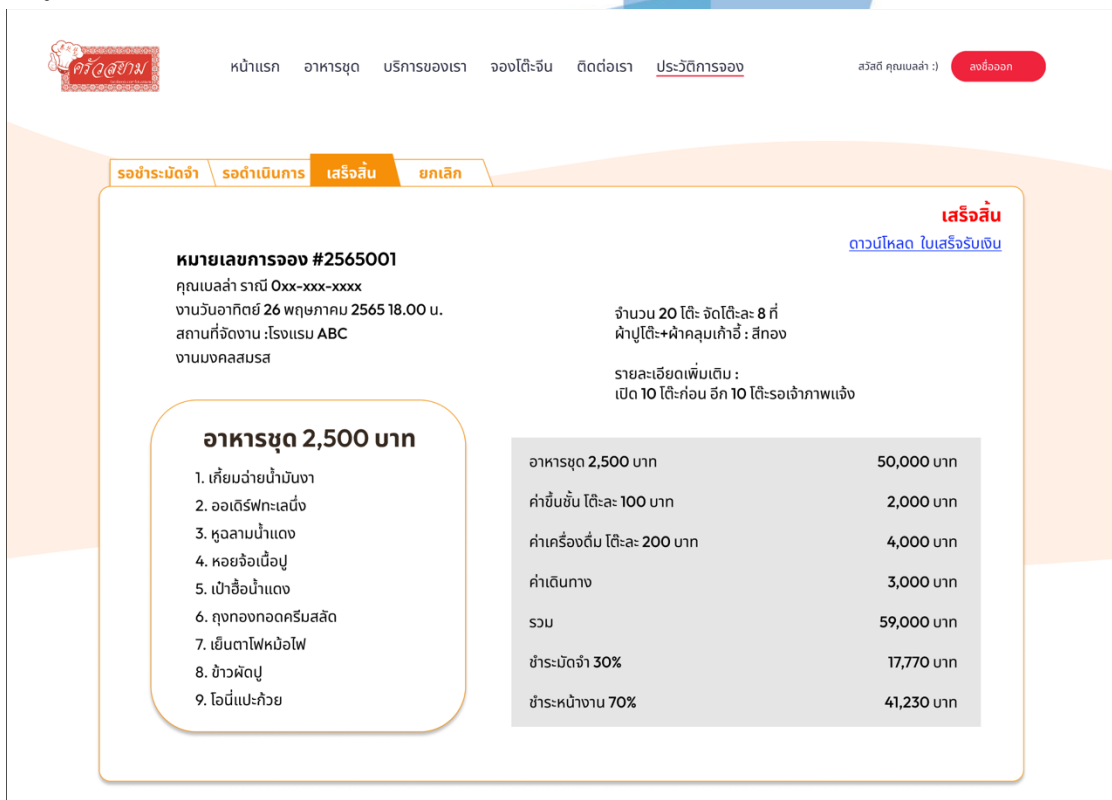 ครัวสยาม
หน้าแรก อาหารชุด บริการของเรา จองโต๊ะจีน ติดต่อเรา ประวัติการจอง สวัสดี คุณเบลล่า :) ลงชื่อออก
รอชำระมัดจำ รอดำเนินการ เสร็จสิ้น ยกเลิก
เสร็จสิ้น
ดาวน์โหลด ใบเสร็จรับเงิน
หมายเลขการจอง #2565001
คุณเบลล่า ราณี 0xx-xxx-xxxx
งานวันอาทิตย์ 26 พฤษภาคม 2565 18.00 น.
สถานที่จัดงาน :โรงแรม ABC
งานมงคลสมรส
จำนวน 20 โต๊ะ จัดโต๊ะละ 8 ที่
ผ้าปูโต๊ะ+ผ้าคลุมเก้าอี้ : สีทอง
รายละเอียดเพิ่มเติม :
เปิด 10 โต๊ะก่อน อีก 10 โต๊ะรอเจ้าภาพแจ้ง
อาหารชุด 2,500 บาท
1. เกี้ยมฉ่ายน้ำมันงา
2. ออเดิร์ฟทะเลนึ่ง
3. หูฉลามน้ำแดง
4. หอยจ้อเนื้อปู
5. เป๋าฮื้อน้ำแดง
6. ถุงทองทอดครีมสลัด
7. เย็นตาโฟหม้อไฟ
8. ข้าวผัดปู
9. โอนี่แปะก้วย
อาหารชุด 2,500 บาท 50,000 บาท
ค่าขึ้นชั้น โต๊ะละ 100 บาท 2,000 บาท
ค่าเครื่องดื่ม โต๊ะละ 200 บาท 4,000 บาท
ค่าเดินทาง 3,000 บาท
รวม 59,000 บาท
ชำระมัดจำ 30% 17,770 บาท
ชำระหน้างาน 70% 41,230 บาท